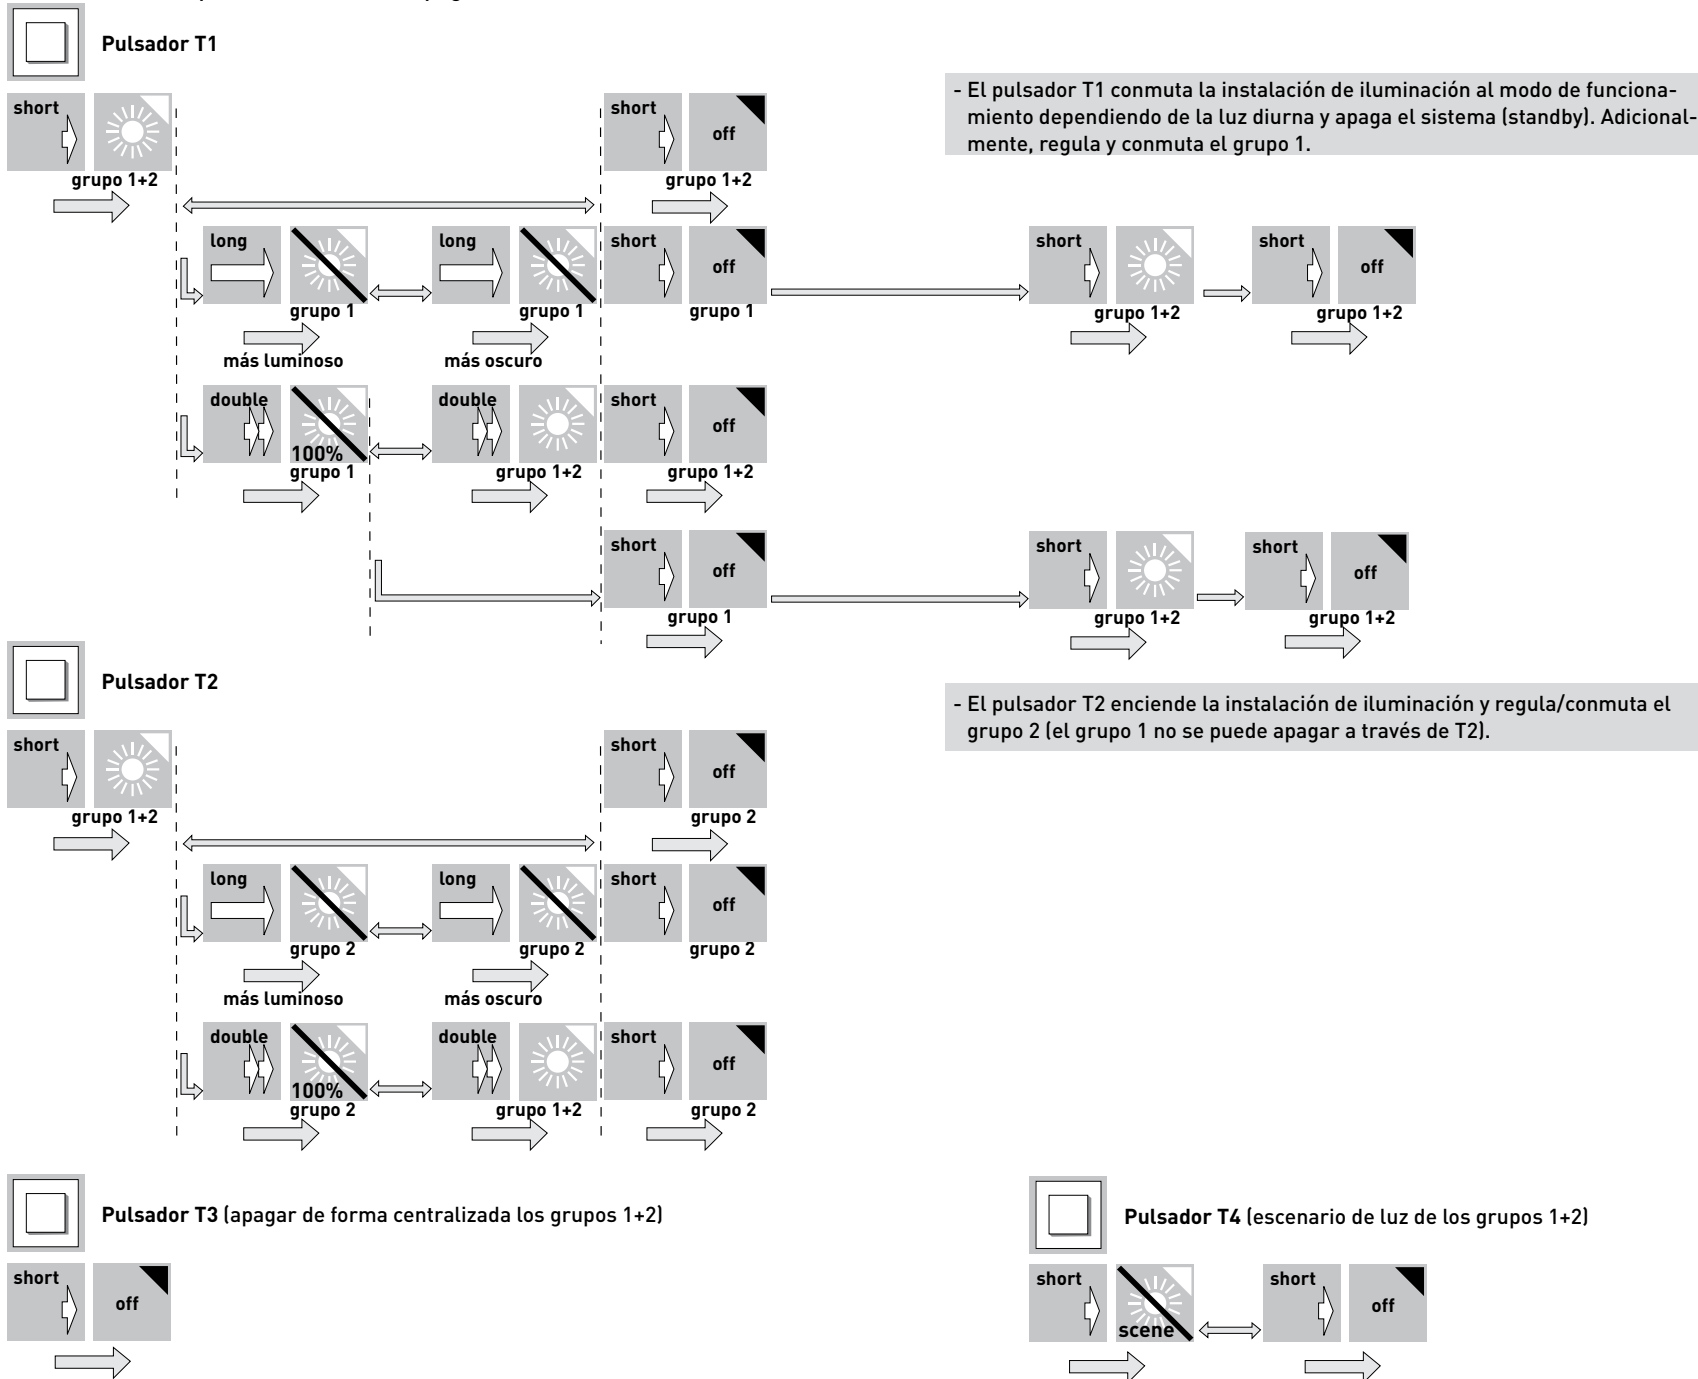 Pulsador T1
short
short off
- El pulsador T1 conmuta la instalación de iluminación al modo de funciona-
miento dependiendo de la luz diurna y apaga el sistema (standby). Adicional-
mente, regula y conmuta el grupo 1.
grupo 1+2
grupo 1+2
long
long
short off
short
short off
grupo 1
grupo 1
grupo 1
grupo 1+2
grupo 1+2
más luminoso
más oscuro
double 100%
double
short off
grupo 1
grupo 1+2
grupo 1+2
short off
short
short off
grupo 1
grupo 1+2
grupo 1+2
Pulsador T2
- El pulsador T2 enciende la instalación de iluminación y regula/conmuta el
grupo 2 (el grupo 1 no se puede apagar a través de T2).
short
short off
grupo 1+2
grupo 2
long
long
short off
grupo 2
grupo 2
grupo 2
más luminoso
más oscuro
double 100%
double
short off
grupo 2
grupo 1+2
grupo 2
Pulsador T3 (apagar de forma centralizada los grupos 1+2)
short off
Pulsador T4 (escenario de luz de los grupos 1+2)
short scene
short off